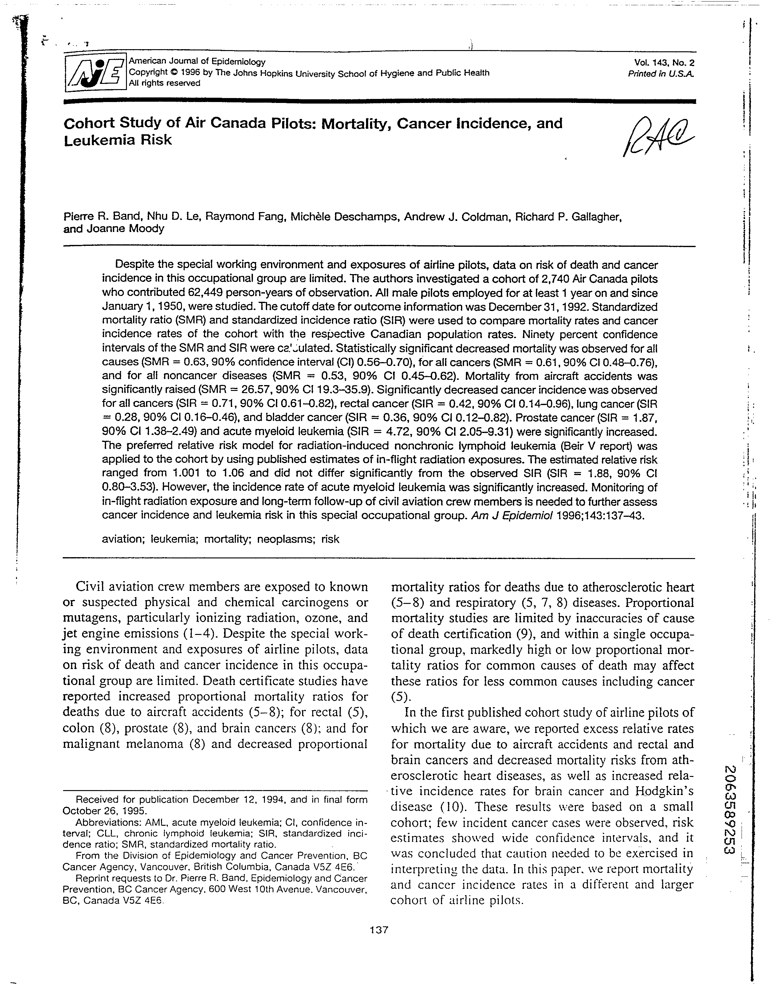 AJE
American Journal of Epidemiology
Copyright © 1996 by The Johns Hopkins University School of Hygiene and Public Health
All rights reserved
Vol. 143, No. 2
Printed in U.S.A.
Cohort Study of Air Canada Pilots: Mortality, Cancer Incidence, and
Leukemia Risk
Pierre R. Band, Nhu D. Le, Raymond Fang, Michèle Deschamps, Andrew J. Coldman, Richard P. Gallagher,
and Joanne Moody
Despite the special working environment and exposures of airline pilots, data on risk of death and cancer
incidence in this occupational group are limited. The authors investigated a cohort of 2,740 Air Canada pilots
who contributed 62,449 person-years of observation. All male pilots employed for at least 1 year on and since
January 1, 1950, were studied. The cutoff date for outcome information was December 31, 1992. Standardized
mortality ratio (SMR) and standardized incidence ratio (SIR) were used to compare mortality rates and cancer
incidence rates of the cohort with the respective Canadian population rates. Ninety percent confidence
intervals of the SMR and SIR were calculated. Statistically significant decreased mortality was observed for all
causes (SMR = 0.63, 90% confidence interval (CI) 0.56–0.70), for all cancers (SMR = 0.61, 90% CI 0.48–0.76),
and for all noncancer diseases (SMR = 0.53, 90% CI 0.45–0.62). Mortality from aircraft accidents was
significantly raised (SMR = 26.57, 90% CI 19.3–35.9). Significantly decreased cancer incidence was observed
for all cancers (SIR = 0.71, 90% CI 0.61–0.82), rectal cancer (SIR = 0.42, 90% CI 0.14–0.96), lung cancer (SIR
= 0.28, 90% CI 0.16–0.46), and bladder cancer (SIR = 0.36, 90% CI 0.12–0.82). Prostate cancer (SIR = 1.87,
90% CI 1.38–2.49) and acute myeloid leukemia (SIR = 4.72, 90% CI 2.05–9.31) were significantly increased.
The preferred relative risk model for radiation-induced nonchronic lymphoid leukemia (Beir V report) was
applied to the cohort by using published estimates of in-flight radiation exposures. The estimated relative risk
ranged from 1.001 to 1.06 and did not differ significantly from the observed SIR (SIR = 1.88, 90% CI
0.80–3.53). However, the incidence rate of acute myeloid leukemia was significantly increased. Monitoring of
in-flight radiation exposure and long-term follow-up of civil aviation crew members is needed to further assess
cancer incidence and leukemia risk in this special occupational group. Am J Epidemiol 1996;143:137–43.
aviation; leukemia; mortality; neoplasms; risk
Civil aviation crew members are exposed to known
or suspected physical and chemical carcinogens or
mutagens, particularly ionizing radiation, ozone, and
jet engine emissions (1–4). Despite the special work-
ing environment and exposures of airline pilots, data
on risk of death and cancer incidence in this occupa-
tional group are limited. Death certificate studies have
reported increased proportional mortality ratios for
deaths due to aircraft accidents (5–8); for rectal (5),
colon (8), prostate (8), and brain cancers (8); and for
malignant melanoma (8) and decreased proportional
Received for publication December 12, 1994, and in final form
October 26, 1995.
Abbreviations: AML, acute myeloid leukemia; CI, confidence in-
terval; CLL, chronic lymphoid leukemia; SIR, standardized inci-
dence ratio; SMR, standardized mortality ratio.
From the Division of Epidemiology and Cancer Prevention, BC
Cancer Agency, Vancouver, British Columbia, Canada V5Z 4E6.
Reprint requests to Dr. Pierre R. Band, Epidemiology and Cancer
Prevention, BC Cancer Agency, 600 West 10th Avenue, Vancouver,
BC, Canada V5Z 4E6.
mortality ratios for deaths due to atherosclerotic heart
(5–8) and respiratory (5, 7, 8) diseases. Proportional
mortality studies are limited by inaccuracies of cause
of death certification (9), and within a single occupa-
tional group, markedly high or low proportional mor-
tality ratios for common causes of death may affect
these ratios for less common causes including cancer
(5).
In the first published cohort study of airline pilots of
which we are aware, we reported excess relative rates
for mortality due to aircraft accidents and rectal and
brain cancers and decreased mortality risks from ath-
erosclerotic heart diseases, as well as increased rela-
tive incidence rates for brain cancer and Hodgkin's
disease (10). These results were based on a small
cohort; few incident cancer cases were observed, risk
estimates showed wide confidence intervals, and it
was concluded that caution needed to be exercised in
interpreting the data. In this paper, we report mortality
and cancer incidence rates in a different and larger
cohort of airline pilots.
137
2063589253